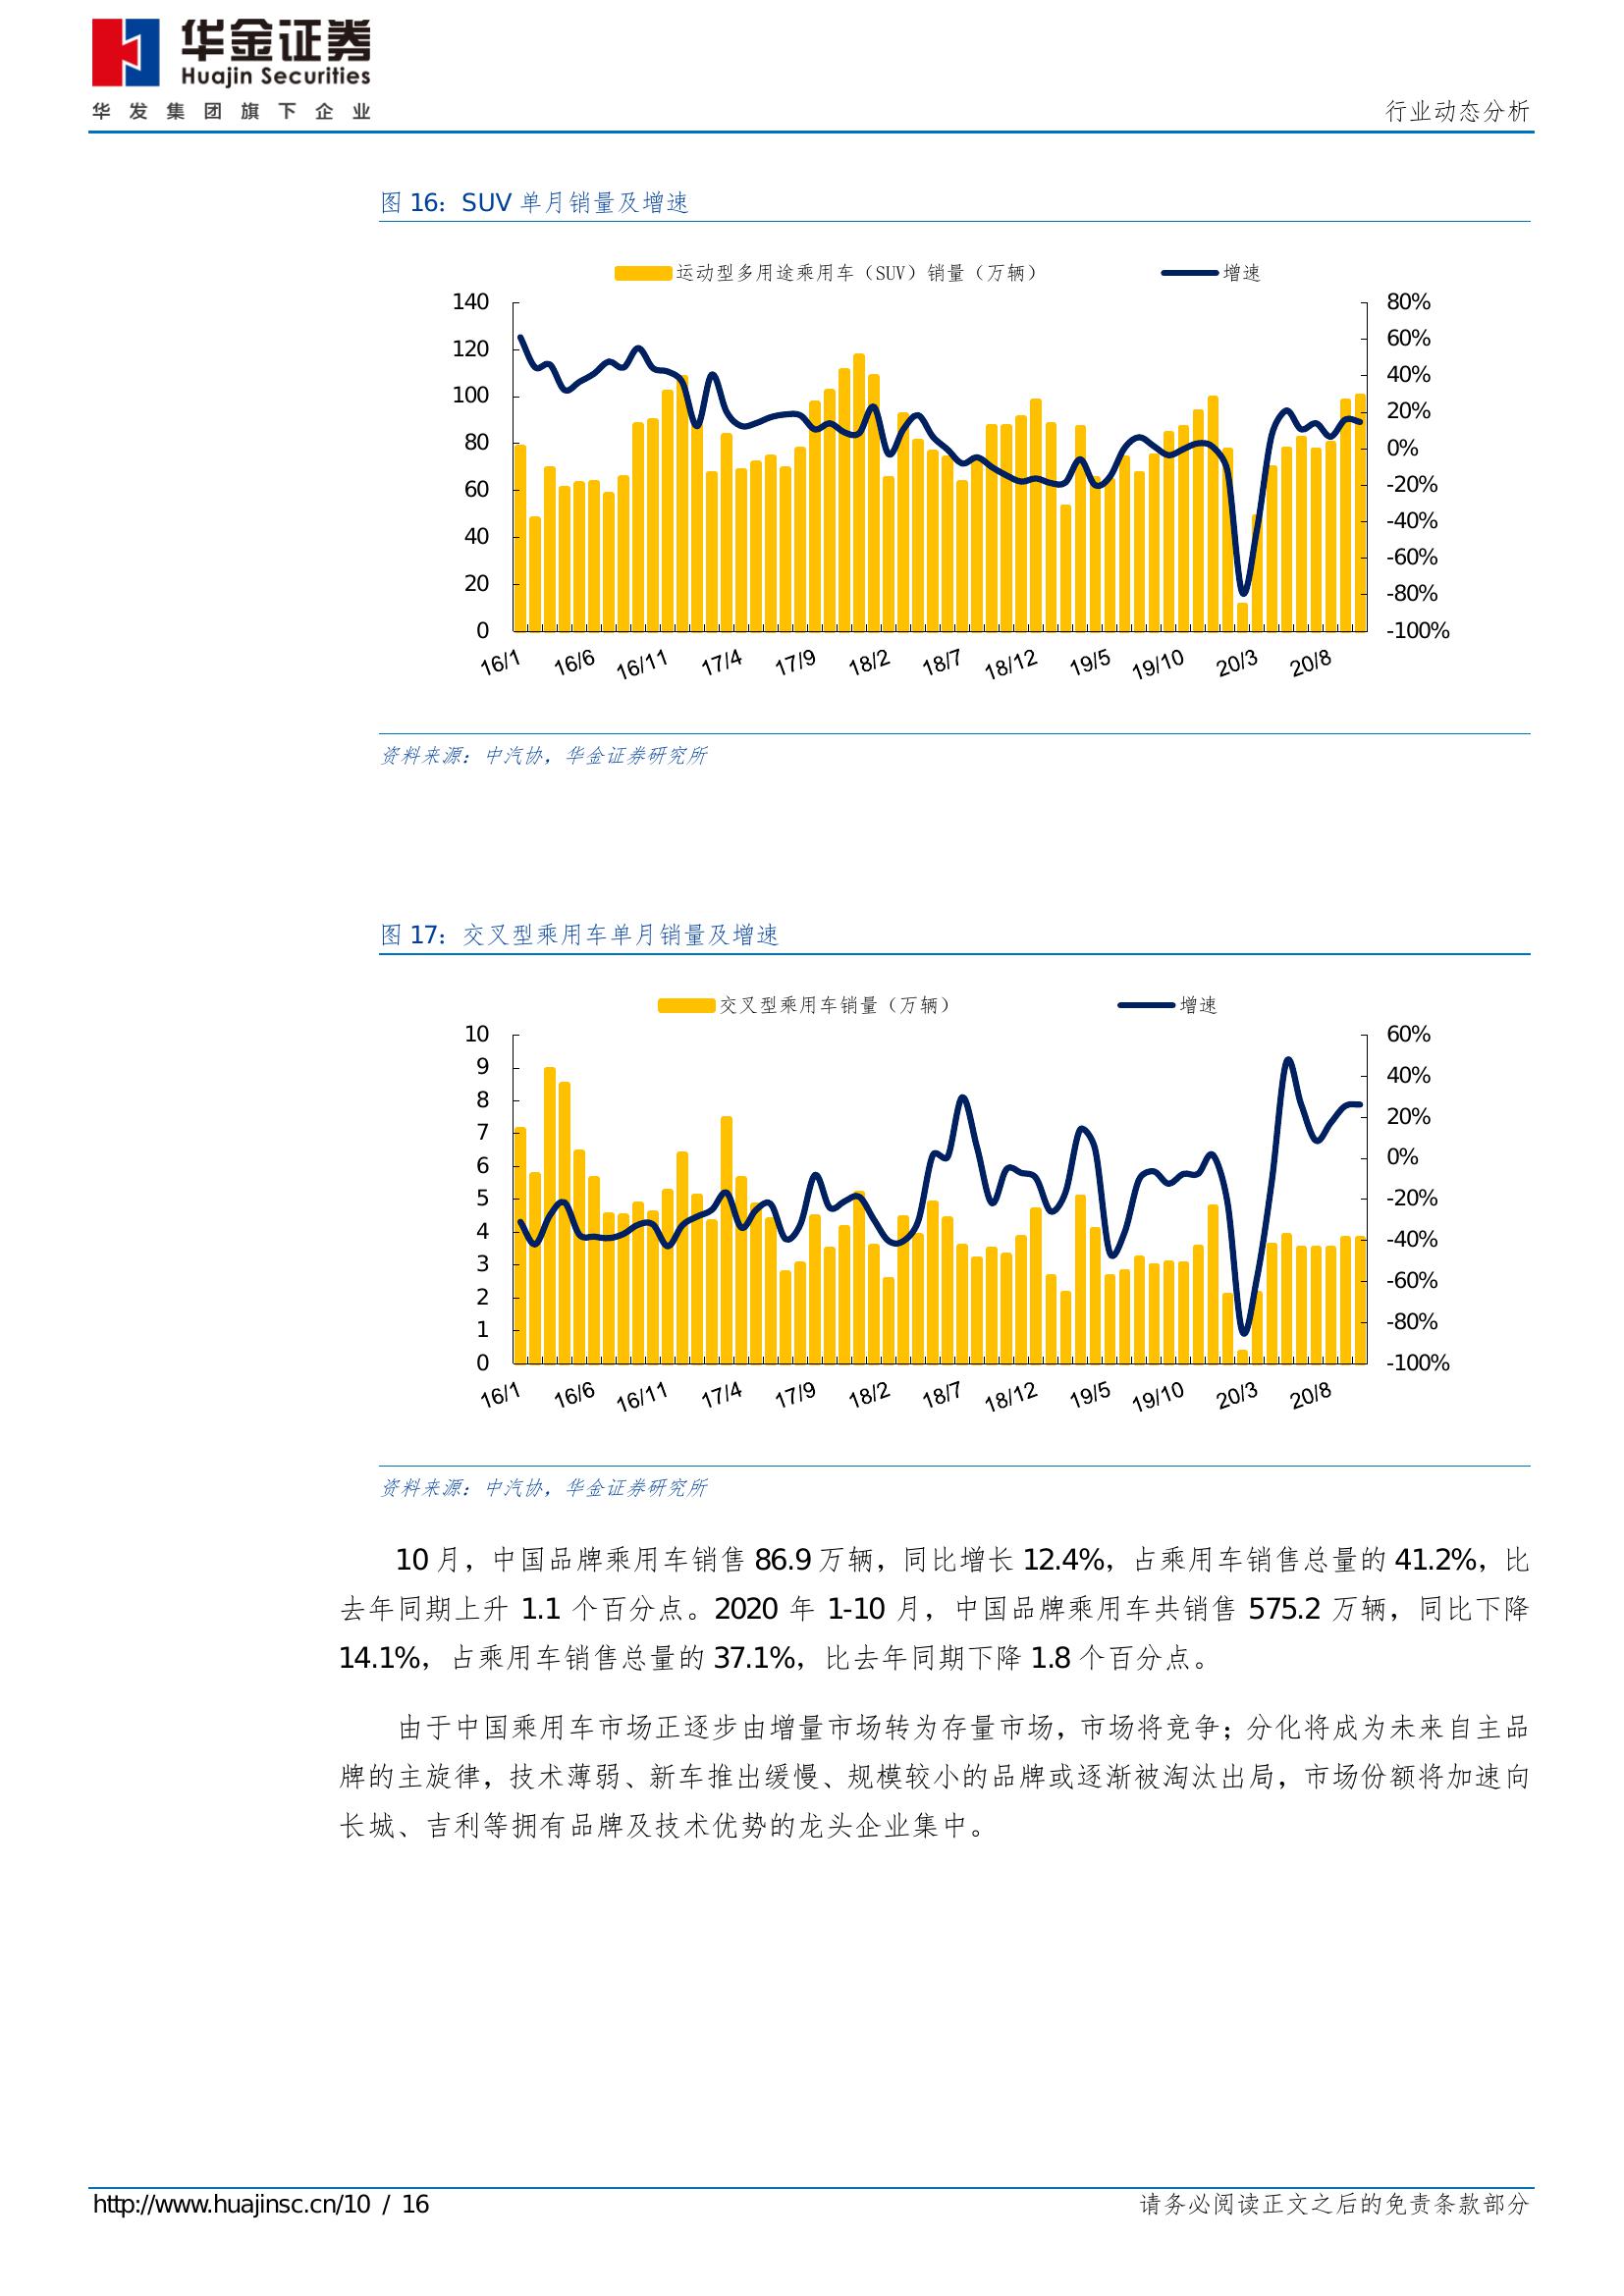 华金证券
Huajin Securities
华发集团旗下企业
行业动态分析
图 16：SUV 单月销量及增速
运动型多用途乘用车（SUV）销量（万辆） 增速
140 80%
120 60%
100 40%
80 20%
60 0%
40 -20%
20 -40%
0 -60%
-80%
-100%
16/1 16/6 16/11 17/4 17/9 18/2 18/7 18/12 19/5 19/10 20/3 20/8
资料来源：中汽协，华金证券研究所
图 17：交叉型乘用车单月销量及增速
交叉型乘用车销量（万辆） 增速
10 60%
9 40%
8 20%
7 0%
6 -20%
5 -40%
4 -60%
3 -80%
2 -100%
1
0
16/1 16/6 16/11 17/4 17/9 18/2 18/7 18/12 19/5 19/10 20/3 20/8
资料来源：中汽协，华金证券研究所
10 月，中国品牌乘用车销售 86.9 万辆，同比增长 12.4%，占乘用车销售总量的 41.2%，比
去年同期上升 1.1 个百分点。2020 年 1-10 月，中国品牌乘用车共销售 575.2 万辆，同比下降
14.1%，占乘用车销售总量的 37.1%，比去年同期下降 1.8 个百分点。
由于中国乘用车市场正逐步由增量市场转为存量市场，市场将竞争；分化将成为未来自主品
牌的主旋律，技术薄弱、新车推出缓慢、规模较小的品牌或逐渐被淘汰出局，市场份额将加速向
长城、吉利等拥有品牌及技术优势的龙头企业集中。
http://www.huajinsc.cn/10 / 16 请务必阅读正文之后的免责条款部分